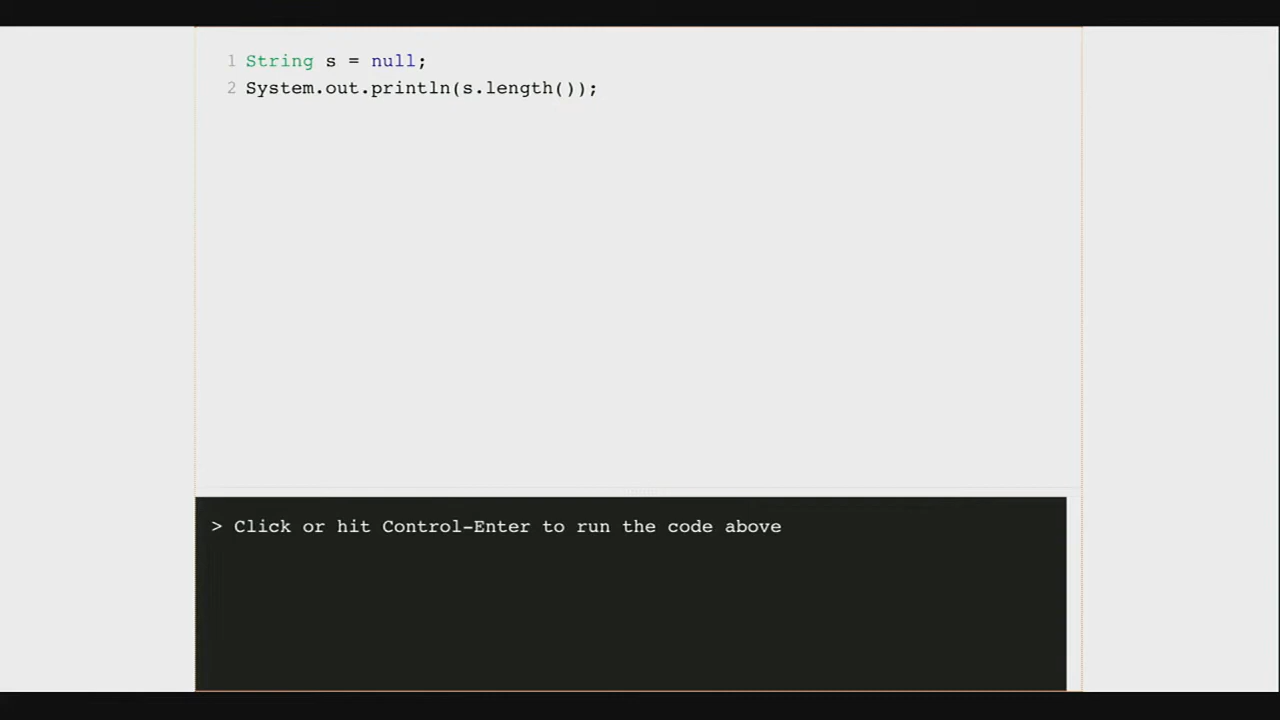 1 String s = null;
2 System.out.println(s.length());
> Click or hit Control-Enter to run the code above